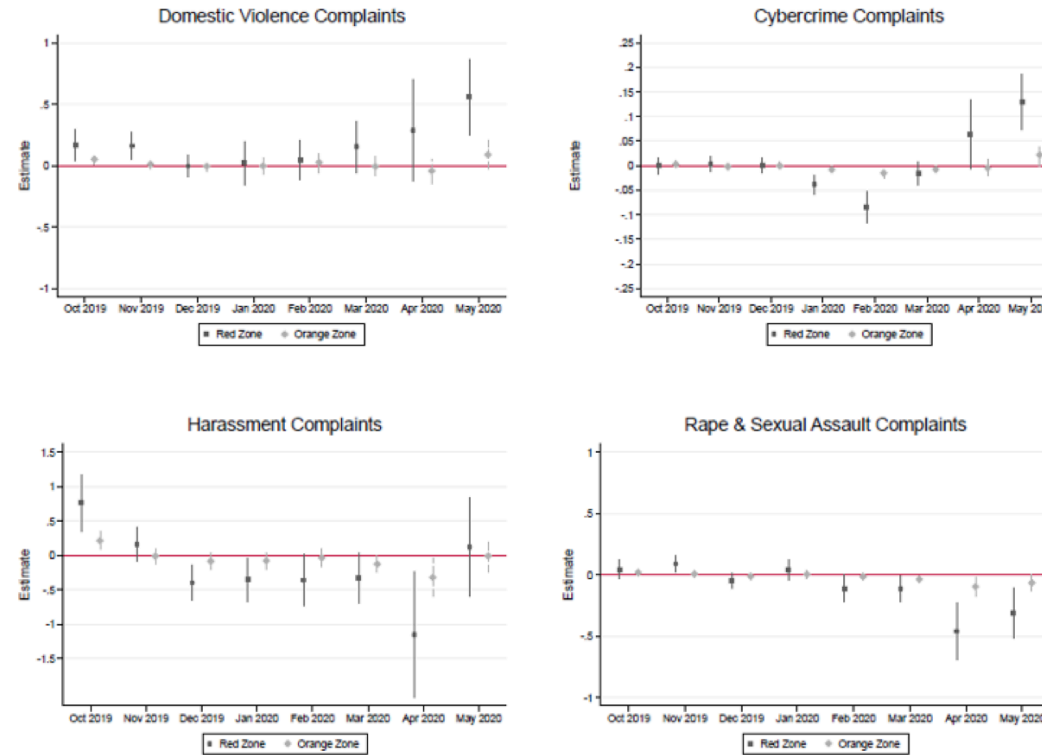 Domestic Violence Complaints
1
.5
0
-.5
-1
Estimate
Oct 2019 Nov 2019 Dec 2019 Jan 2020 Feb 2020 Mar 2020 Apr 2020 May 2020
Red Zone Orange Zone
Cybercrime Complaints
.25
.2
.15
.1
.05
0
-.05
-.1
-.15
-.2
-.25
Estimate
Oct 2019 Nov 2019 Dec 2019 Jan 2020 Feb 2020 Mar 2020 Apr 2020 May 2020
Red Zone Orange Zone
Harassment Complaints
1.5
1
.5
0
-.5
-1
-1.5
Estimate
Oct 2019 Nov 2019 Dec 2019 Jan 2020 Feb 2020 Mar 2020 Apr 2020 May 2020
Red Zone Orange Zone
Rape & Sexual Assault Complaints
1
.5
0
-.5
-1
Estimate
Oct 2019 Nov 2019 Dec 2019 Jan 2020 Feb 2020 Mar 2020 Apr 2020 May 2020
Red Zone Orange Zone